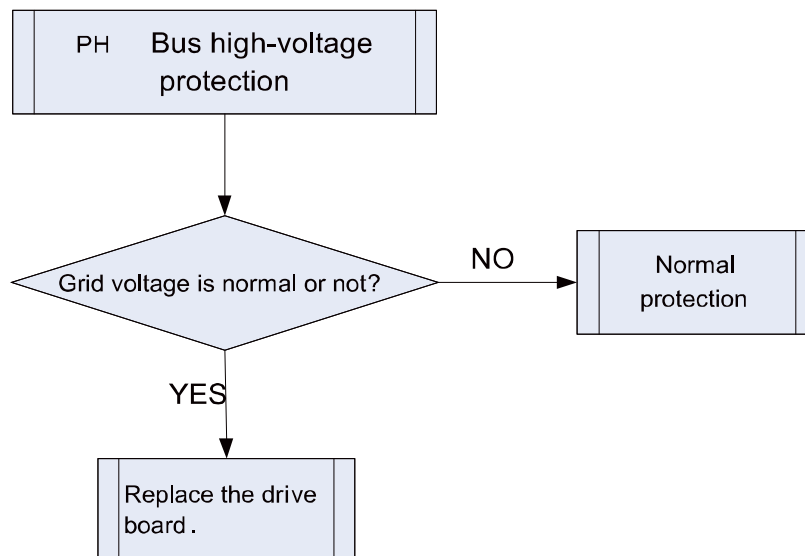 PH Bus high-voltage
protection
Grid voltage is normal or not?
NO
Normal
protection
YES
Replace the drive
board.